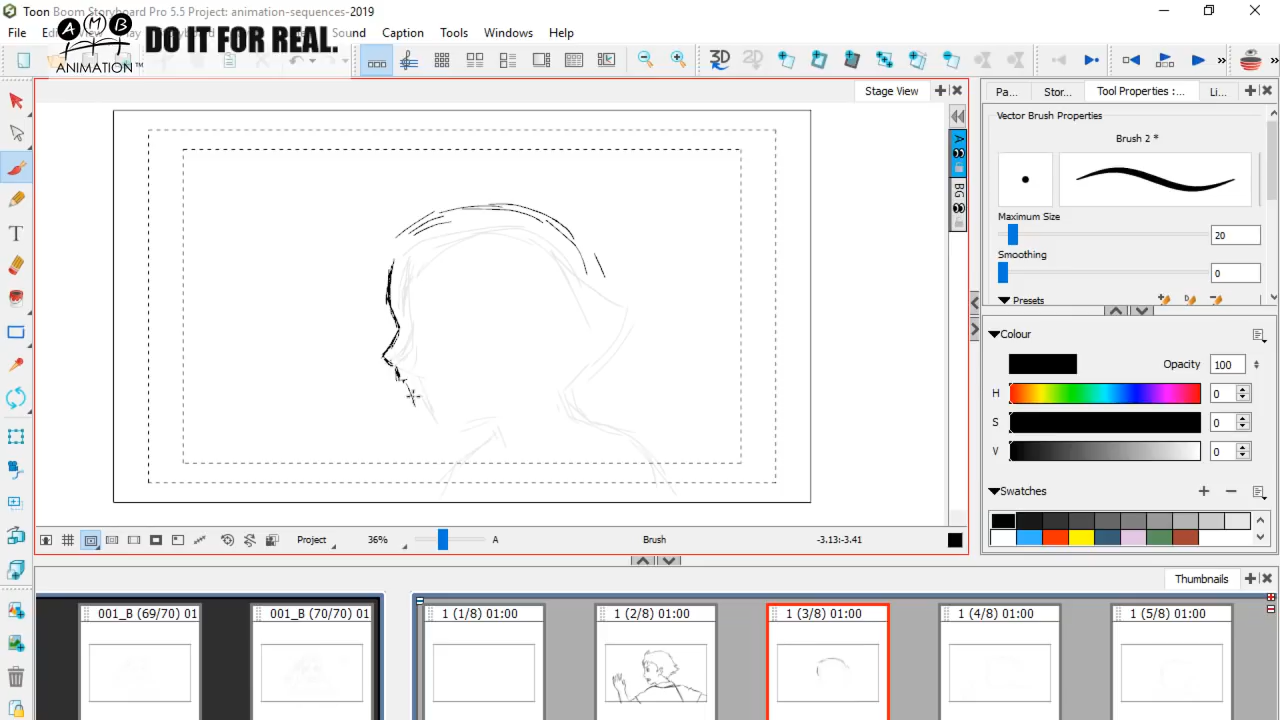 Toon Boom Storyboard Pro 5.5 Project: animation-sequences-2019
File Sound Caption Tools Windows Help
AMB
ANIMATION™
DO IT FOR REAL.
3D 2D
Stage View
A
BG
Pa... Stor... Tool Properties :... Li...
Vector Brush Properties
Brush 2 *
Maximum Size
20
Smoothing
0
Presets
Colour
Opacity 100
H 0
S 0
V 0
Swatches
Project 36% A Brush -3.13:-3.41
Thumbnails
001_B (69/70) 01 001_B (70/70) 01 1 (1/8) 01:00 1 (2/8) 01:00 1 (3/8) 01:00 1 (4/8) 01:00 1 (5/8) 01:00